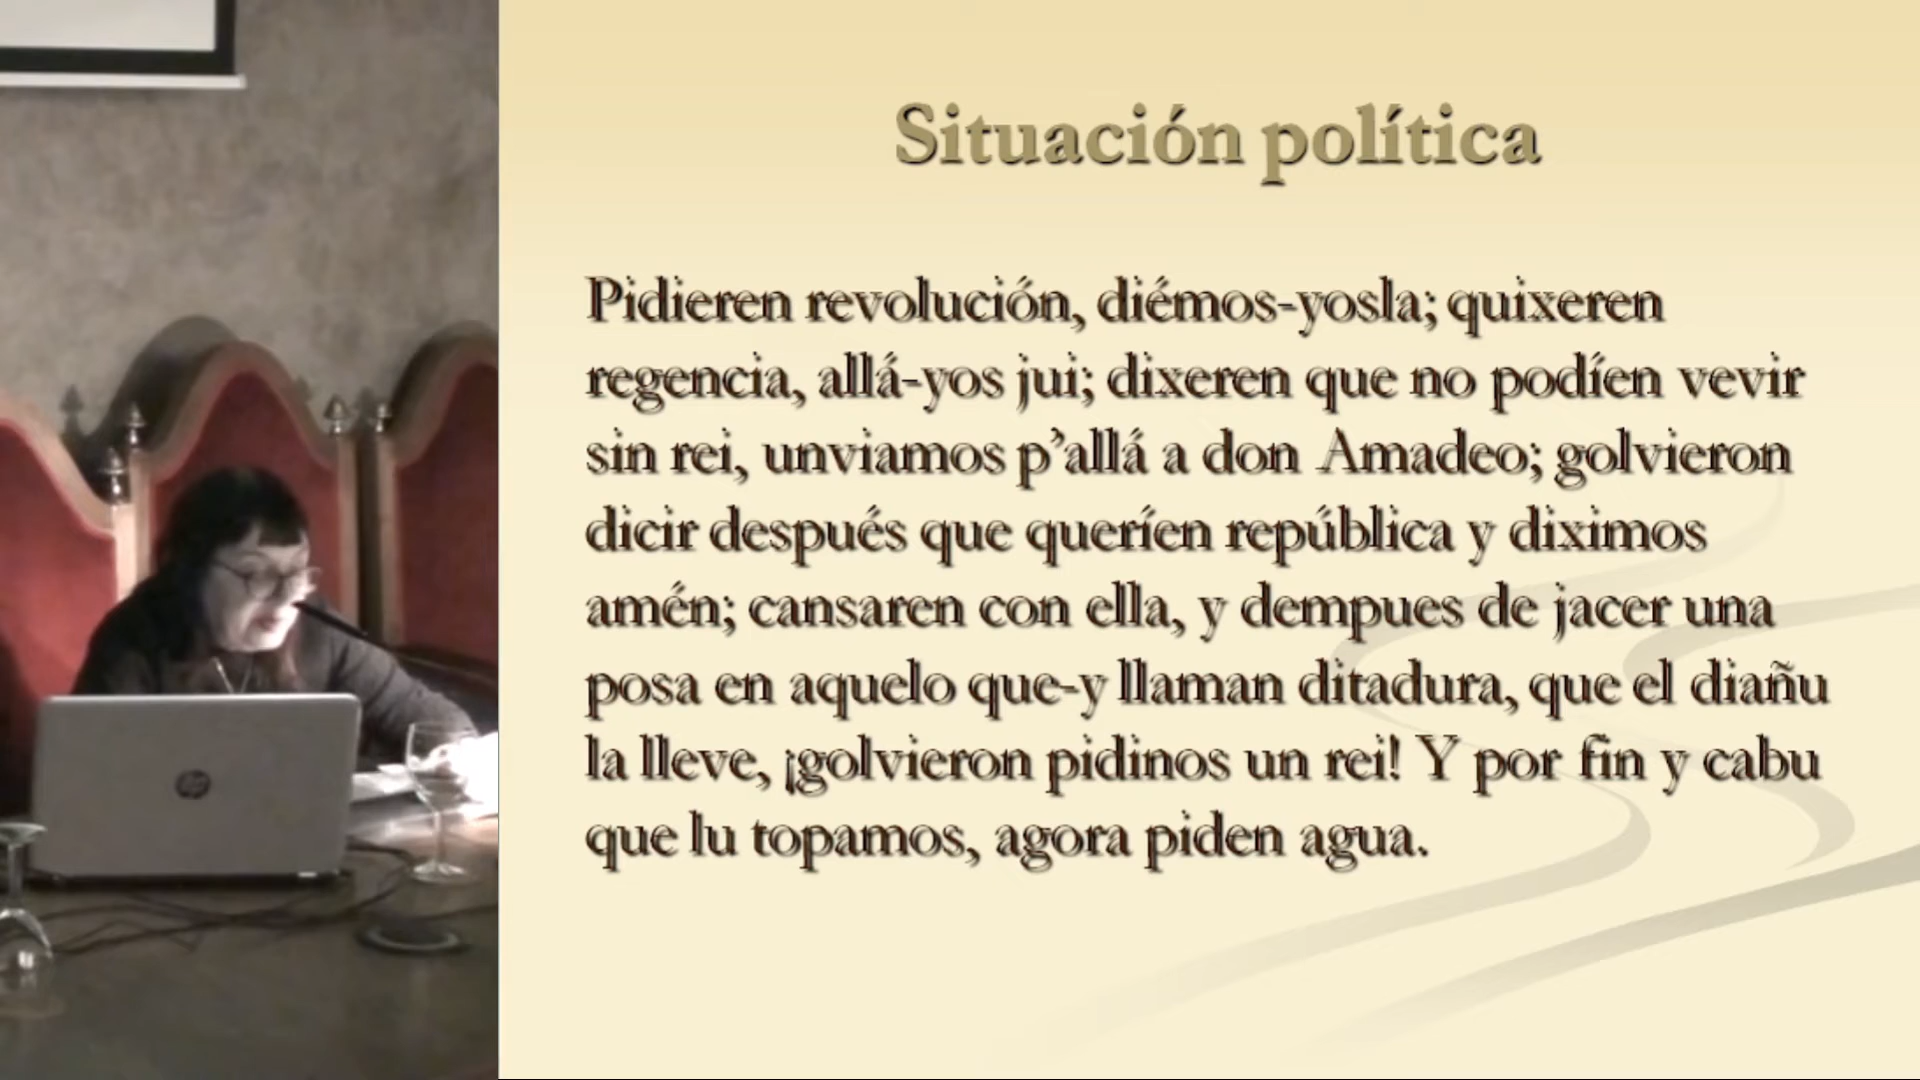 Situación política
Pidieren revolución, diémos-yosla; quixeren
regencia, allá-yos jui; dixeren que no podíen vevir
sin rei, unviamos p’allá a don Amadeo; golvieron
dicir después que queríen república y diximos
amén; cansaren con ella, y dempues de jacer una
posa en aquelo que-y llaman ditadura, que el diañu
la lleve, ¡golvieron pidinos un rei! Y por fin y cabu
que lu topamos, agora piden agua.
hp